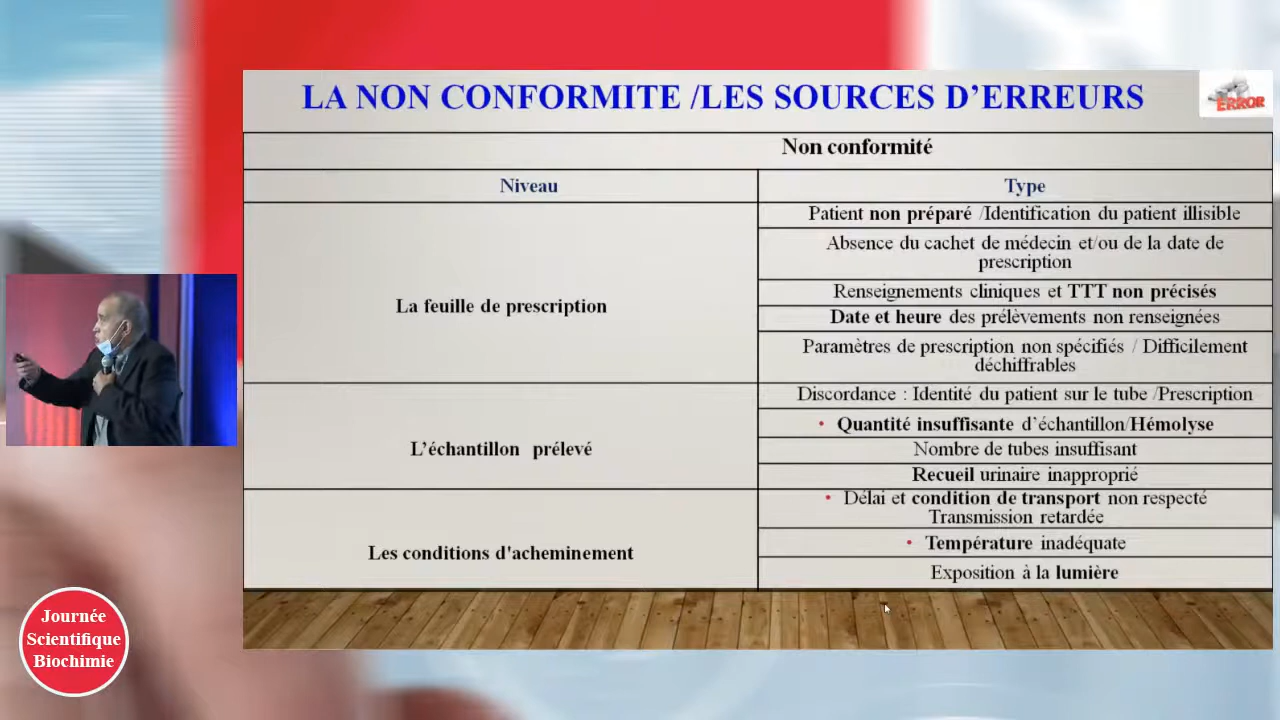 LA NON CONFORMITE /LES SOURCES D’ERREURS
ERROR
Non conformité
Niveau
Type
La feuille de prescription
Patient non préparé /Identification du patient illisible
Absence du cachet de médecin et/ou de la date de
prescription
Renseignements cliniques et TTT non précisés
Date et heure des prélèvements non renseignées
Paramètres de prescription non spécifiés / Difficilement
déchiffrables
L’échantillon prélevé
Discordance : Identité du patient sur le tube /Prescription
• Quantité insuffisante d’échantillon/Hémolyse
Nombre de tubes insuffisant
Recueil urinaire inapproprié
Les conditions d'acheminement
• Délai et condition de transport non respecté
Transmission retardée
• Température inadéquate
Exposition à la lumière
Journée
Scientifique
Biochimie